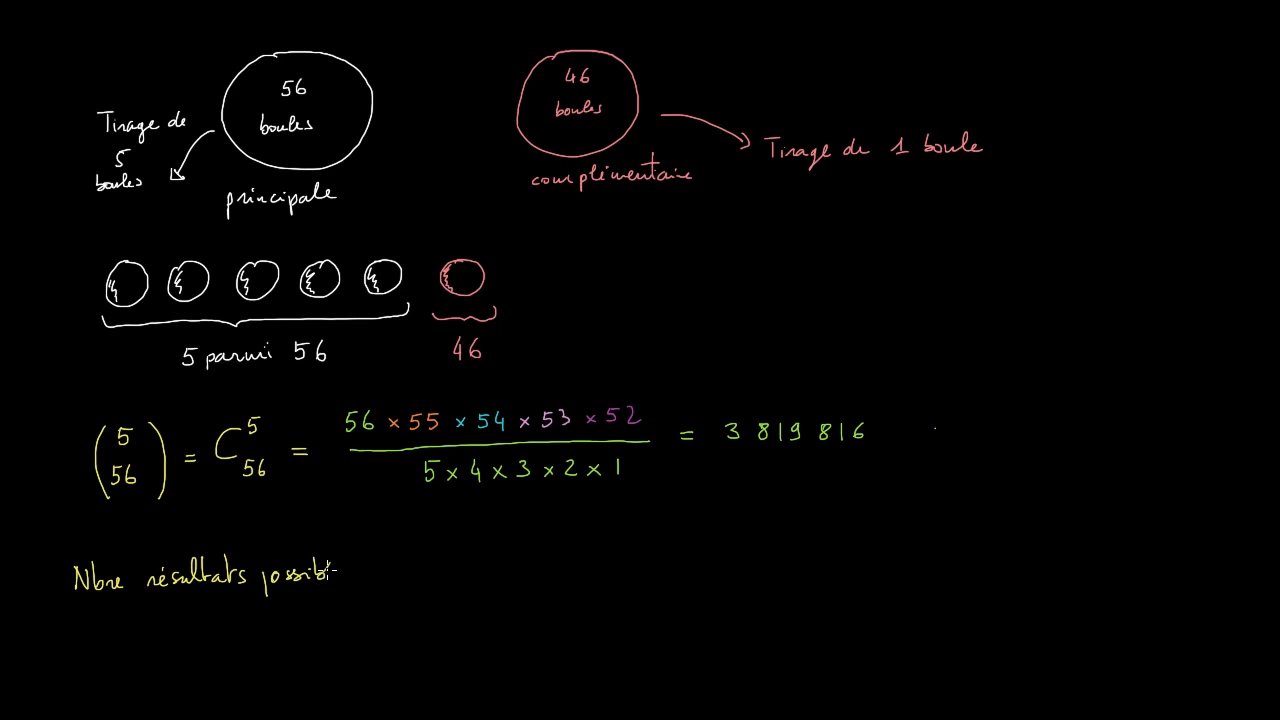 56
boules
Tirage de
5
boules
principale
46
boules
complémentaire
Tirage de 1 boule
5 parmi 56
46
(5 56) = C 5 56 = 56 × 55 × 54 × 53 × 52 / 5 × 4 × 3 × 2 × 1 = 3 819 816
Nbre résultats possib